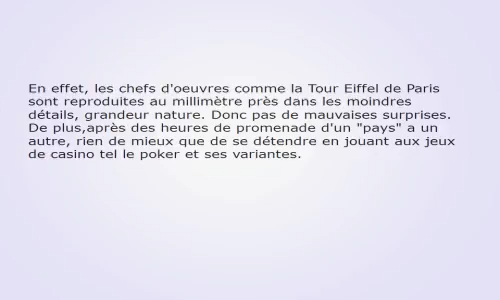 En effet, les chefs d'oeuvres comme la Tour Eiffel de Paris
sont reproduites au millimètre près dans les moindres
détails, grandeur nature. Donc pas de mauvaises surprises.
De plus,après des heures de promenade d'un "pays" a un
autre, rien de mieux que de se détendre en jouant aux jeux
de casino tel le poker et ses variantes.